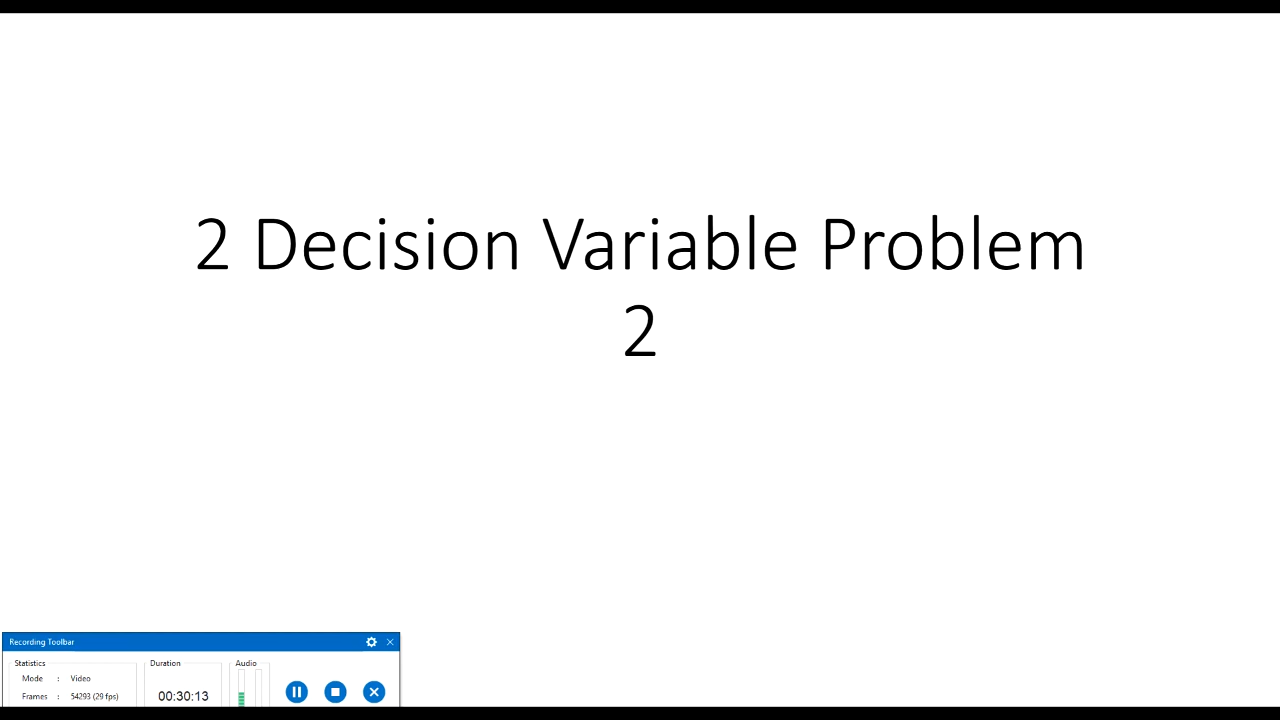 2 Decision Variable Problem
2
Recording Toolbar
Statistics
Mode : Video
Frames : 54293 (29 fps)
Duration
00:30:13
Audio